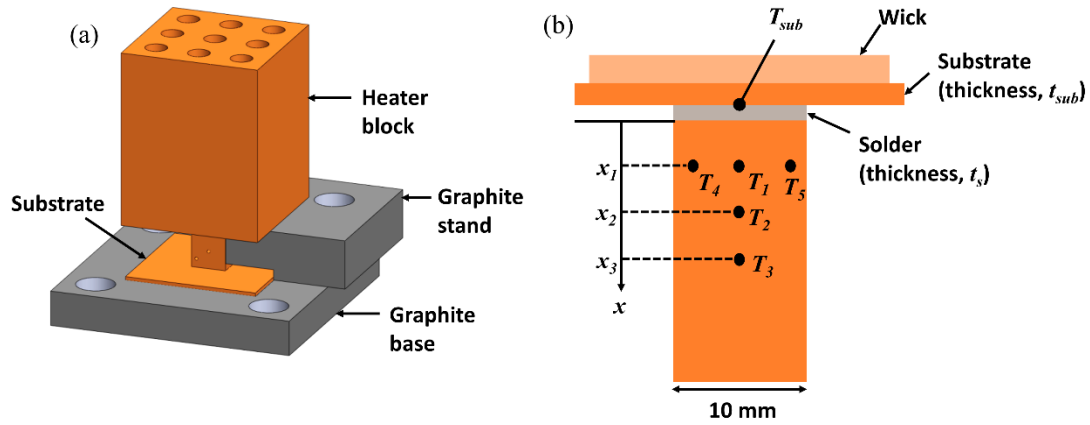 (a)
Heater
block
Substrate
Graphite
stand
Graphite
base
(b)
T_sub
Wick
Substrate
(thickness, t_sub)
Solder
(thickness, t_s)
x_1
T_4 T_1 T_5
x_2
T_2
x_3
T_3
x
10 mm